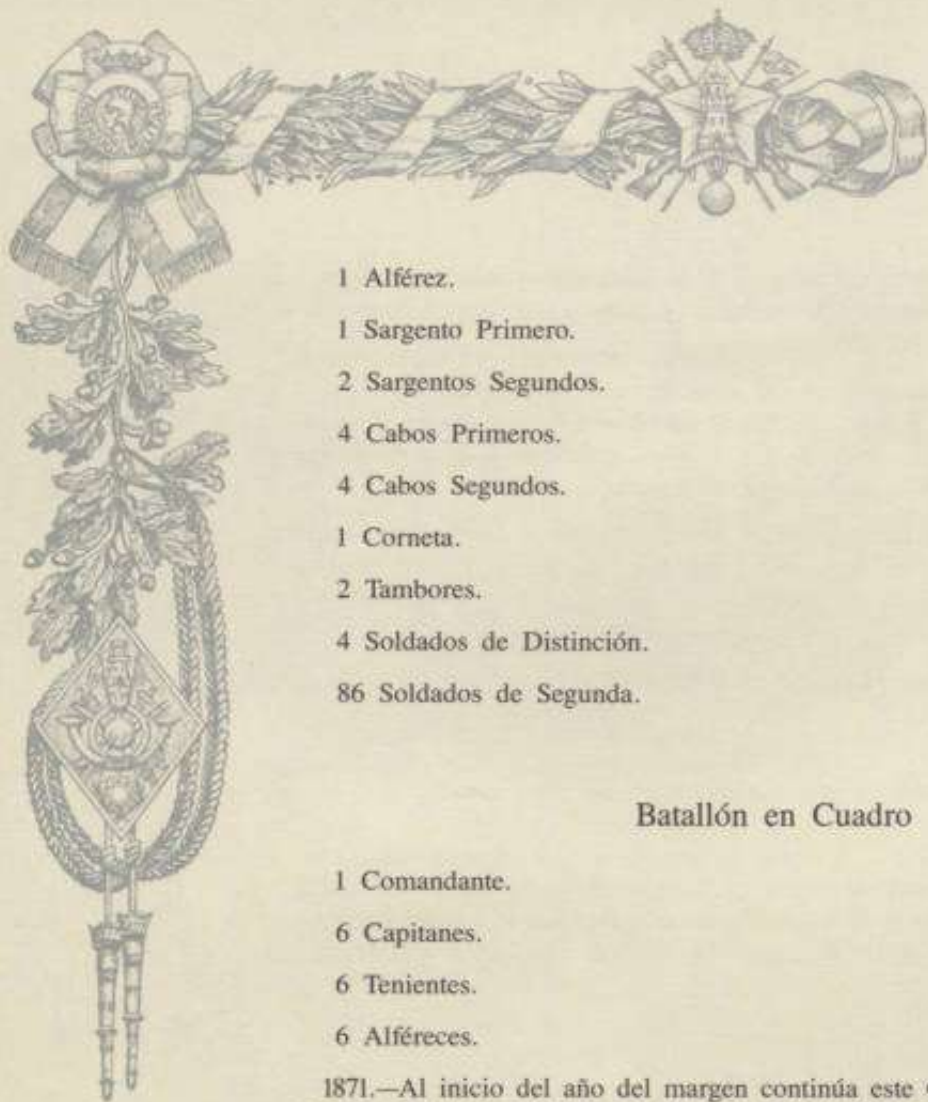 1 Alférez.
1 Sargento Primero.
2 Sargentos Segundos.
4 Cabos Primeros.
4 Cabos Segundos.
1 Corneta.
2 Tambores.
4 Soldados de Distinción.
86 Soldados de Segunda.
Batallón en Cuadro
1 Comandante.
6 Capitanes.
6 Tenientes.
6 Alféreces.
1871.—Al inicio del año del margen continúa este